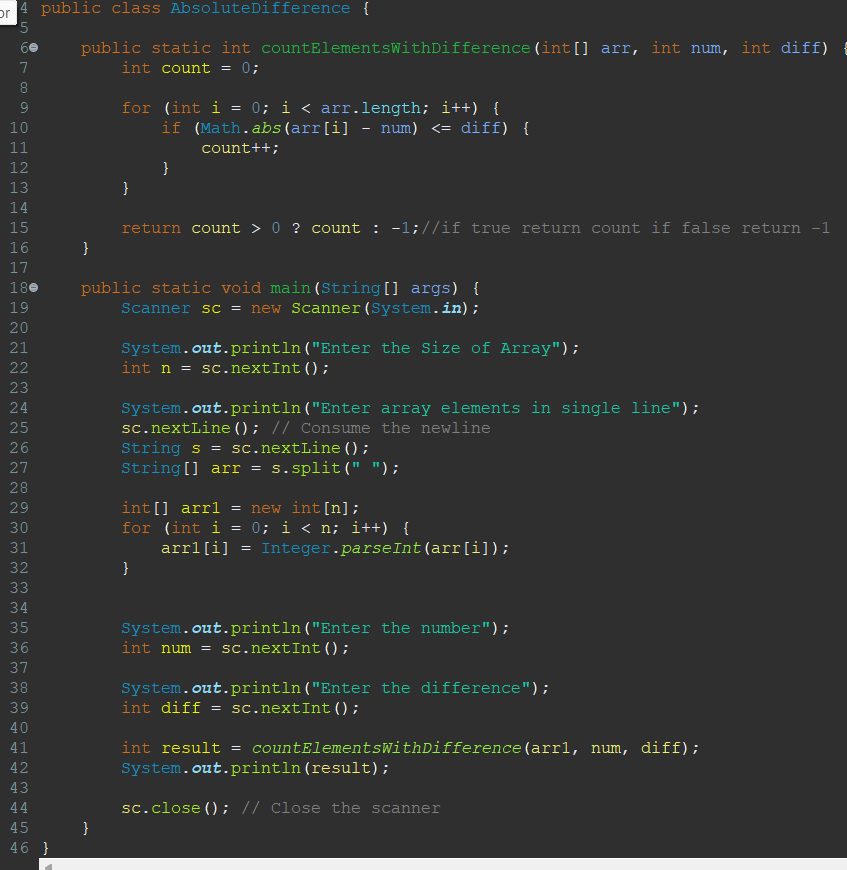 or
4 public class AbsoluteDifference {
5
6 public static int countElementsWithDifference(int[] arr, int num, int diff) {
7 int count = 0;
8
9 for (int i = 0; i < arr.length; i++) {
10 if (Math.abs(arr[i] - num) <= diff) {
11 count++;
12 }
13 }
14
15 return count > 0 ? count : -1;//if true return count if false return -1
16 }
17
18 public static void main(String[] args) {
19 Scanner sc = new Scanner(System.in);
20
21 System.out.println("Enter the Size of Array");
22 int n = sc.nextInt();
23
24 System.out.println("Enter array elements in single line");
25 sc.nextLine(); // Consume the newline
26 String s = sc.nextLine();
27 String[] arr = s.split(" ");
28
29 int[] arr1 = new int[n];
30 for (int i = 0; i < n; i++) {
31 arr1[i] = Integer.parseInt(arr[i]);
32 }
33
34
35 System.out.println("Enter the number");
36 int num = sc.nextInt();
37
38 System.out.println("Enter the difference");
39 int diff = sc.nextInt();
40
41 int result = countElementsWithDifference(arr1, num, diff);
42 System.out.println(result);
43
44 sc.close(); // Close the scanner
45 }
46 }